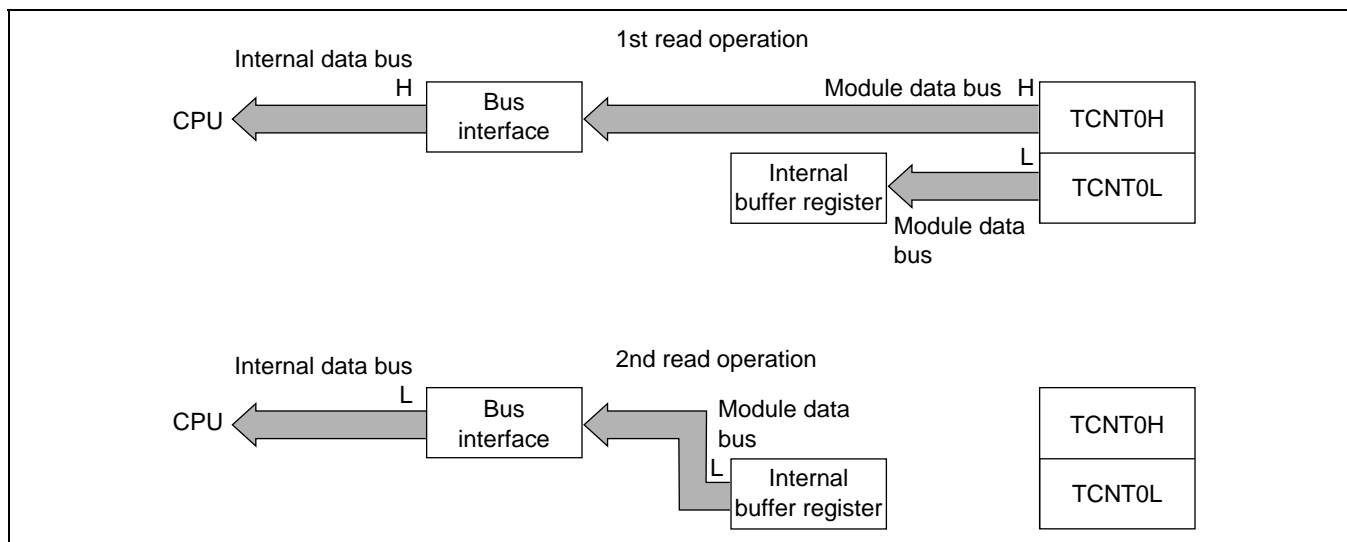 1st read operation
Internal data bus
H
Module data bus H
CPU
Bus
interface
TCNT0H
L
Internal
buffer register
TCNT0L
Module data
bus
2nd read operation
Internal data bus
L
CPU
Bus
interface
Module data
bus
TCNT0H
L
Internal
buffer register
TCNT0L